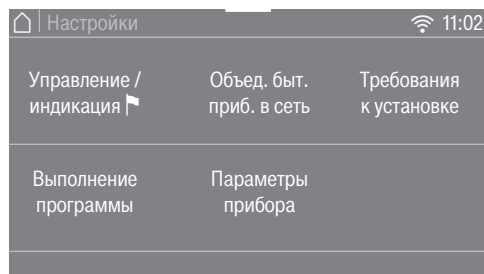 Настройки 11:02
Управление / Объед. быт. Требования
индикация приб. в сеть к установке
Выполнение Параметры
программы прибора